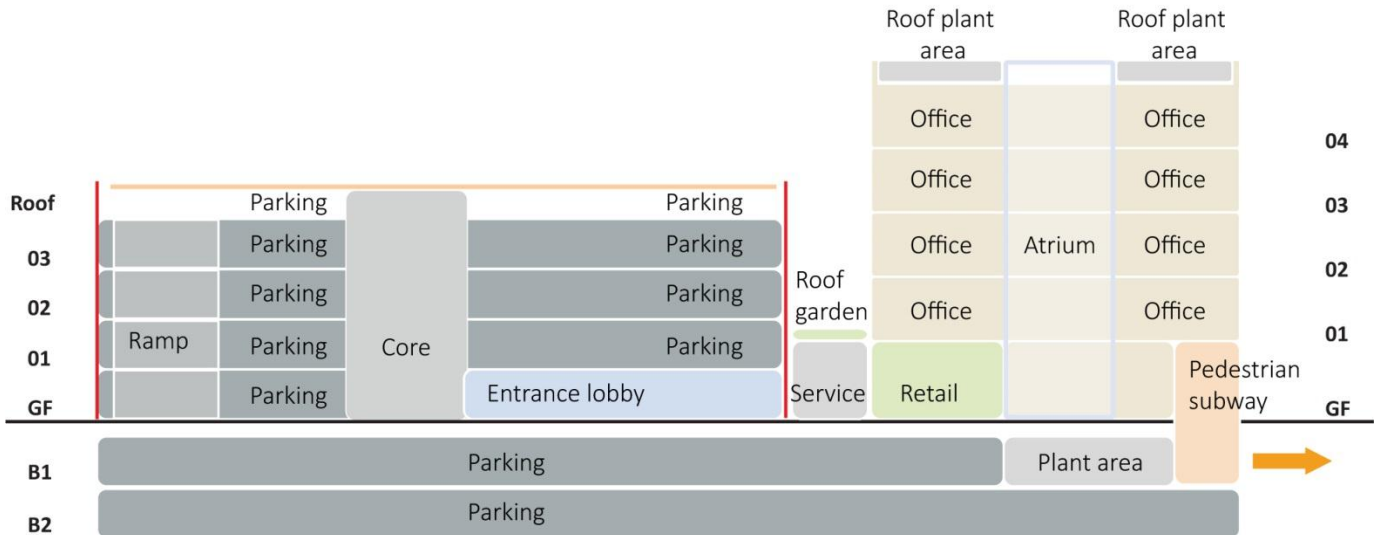 Roof plant
area
Roof plant
area
Office
Office
04
Office
Office
Roof
Parking
Parking
03
03
Parking
Parking
Office
Atrium
Office
02
02
Parking
Parking
Roof
garden
Office
Office
01
01
Ramp
Parking
Core
Parking
Pedestrian
subway
GF
Parking
Entrance lobby
Service
Retail
GF
B1
Parking
Plant area
B2
Parking